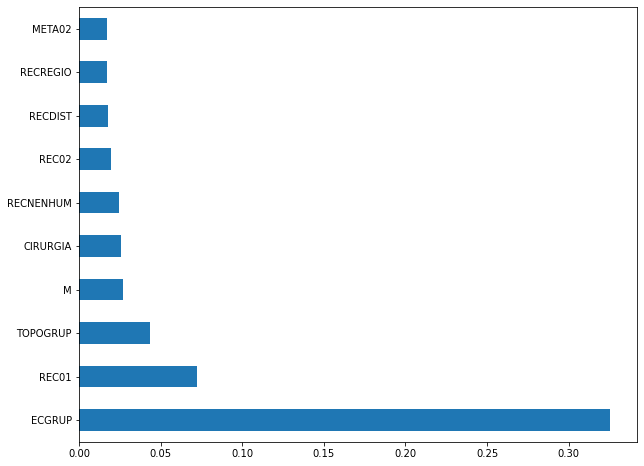 META02
RECREGIO
RECDIST
REC02
RECNENHUM
CIRURGIA
M
TOPOGRUP
REC01
ECGRUP
0.00 0.05 0.10 0.15 0.20 0.25 0.30